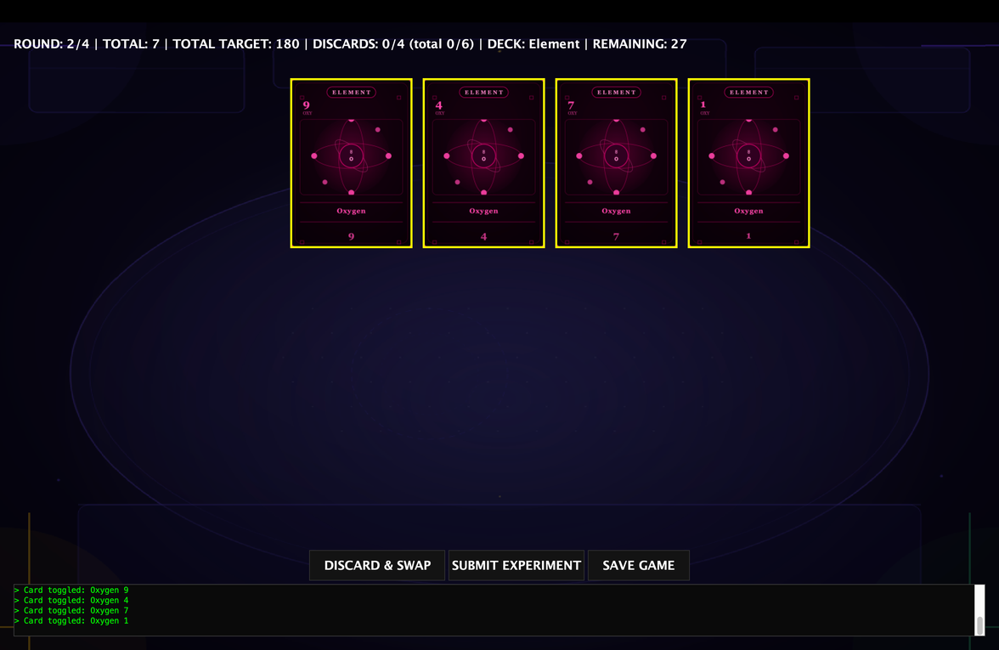 ROUND: 2/4 | TOTAL: 7 | TOTAL TARGET: 180 | DISCARDS: 0/4 (total 0/6) | DECK: Element | REMAINING: 27
ELEMENT
9
OXY
8
O
Oxygen
9
ELEMENT
4
OXY
8
O
Oxygen
4
ELEMENT
7
OXY
8
O
Oxygen
7
ELEMENT
1
OXY
8
O
Oxygen
1
DISCARD & SWAP
SUBMIT EXPERIMENT
SAVE GAME
> Card toggled: Oxygen 9
> Card toggled: Oxygen 4
> Card toggled: Oxygen 7
> Card toggled: Oxygen 1